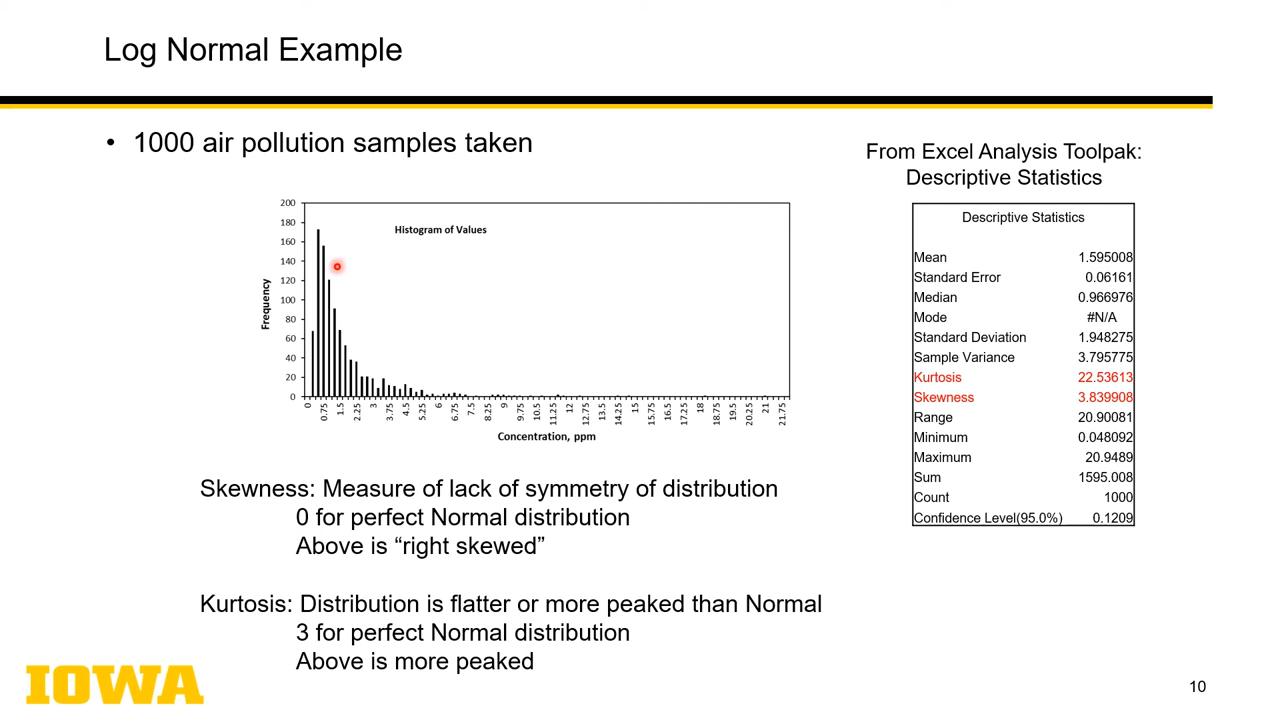 Log Normal Example
• 1000 air pollution samples taken
From Excel Analysis Toolpak:
Descriptive Statistics
Histogram of Values
Frequency
200
180
160
140
120
100
80
60
40
20
0
0 0.75 1.5 2.25 3 3.75 4.5 5.25 6 6.75 7.5 8.25 9 9.75 10.5 11.25 12 12.75 13.5 14.25 15 15.75 16.5 17.25 18 18.75 19.5 20.25 21 21.75
Concentration, ppm
Descriptive Statistics
Mean 1.595008
Standard Error 0.06161
Median 0.966976
Mode #N/A
Standard Deviation 1.948275
Sample Variance 3.795775
Kurtosis 22.53613
Skewness 3.839908
Range 20.90081
Minimum 0.048092
Maximum 20.9489
Sum 1595.008
Count 1000
Confidence Level(95.0%) 0.1209
Skewness: Measure of lack of symmetry of distribution
0 for perfect Normal distribution
Above is “right skewed”
Kurtosis: Distribution is flatter or more peaked than Normal
3 for perfect Normal distribution
Above is more peaked
IOWA
10